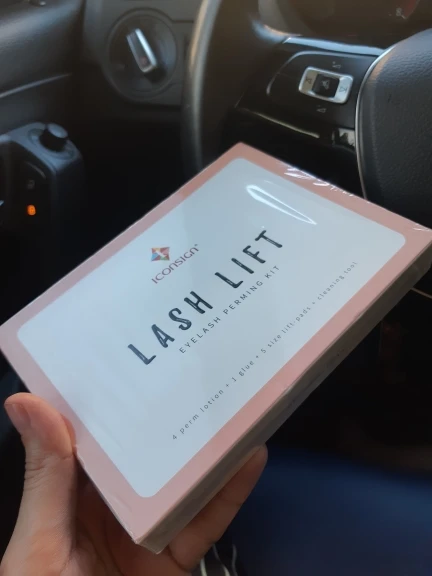 ICONSIGN
LASH LIFT
EYELASH PERMING KIT
4 perm lotion + 1 glue + 5 size lift pads + cleaning tool